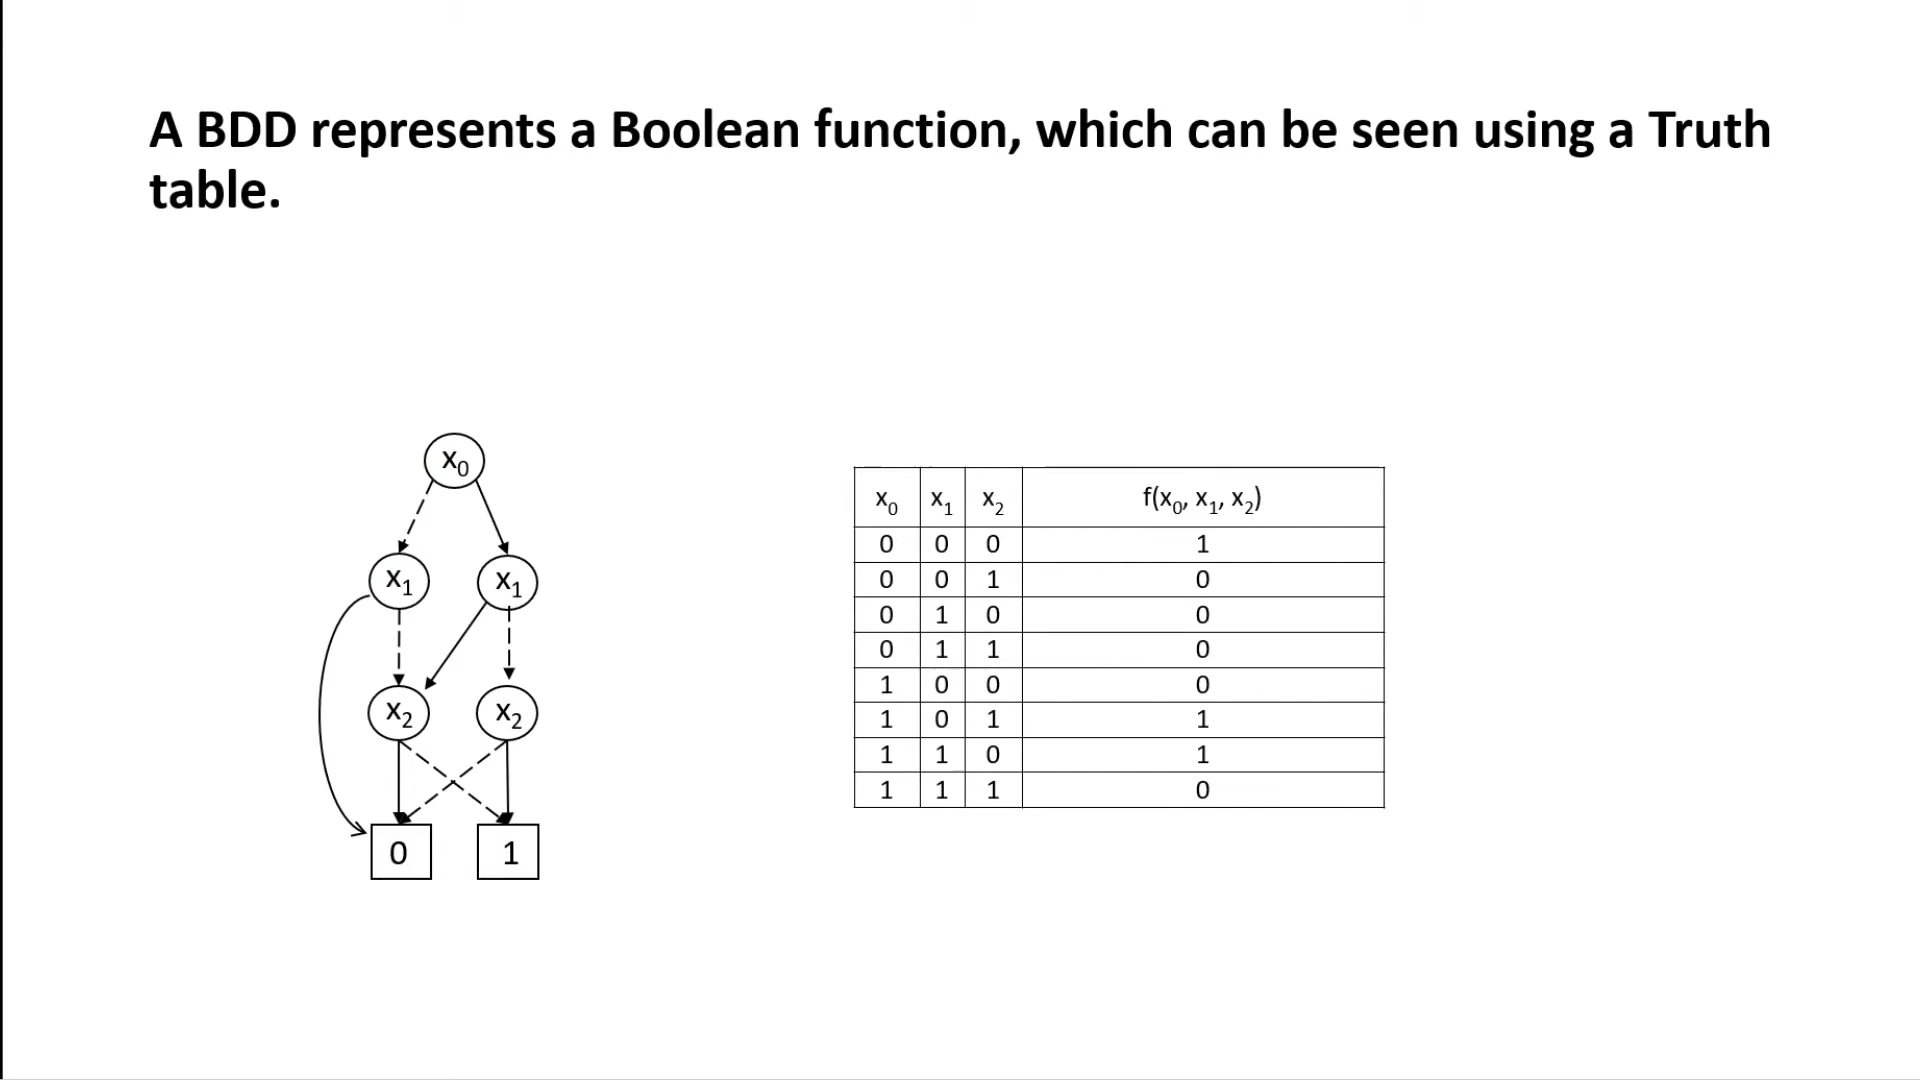 A BDD represents a Boolean function, which can be seen using a Truth
table.
x₀
x₁ x₁
x₂ x₂
0 1
x₀ x₁ x₂ f(x₀, x₁, x₂)
0 0 0 1
0 0 1 0
0 1 0 0
0 1 1 0
1 0 0 0
1 0 1 1
1 1 0 1
1 1 1 0